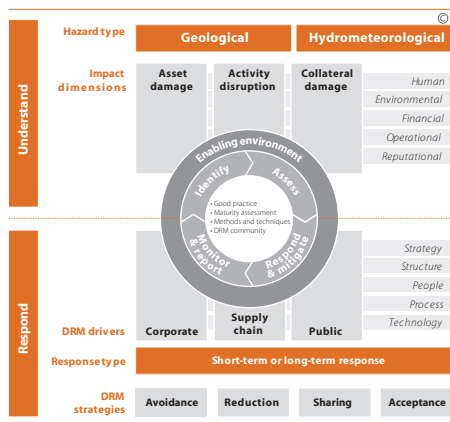 ©
Hazard type
Geological
Hydrometeorological
Understand
Impact
dimensions
Asset
damage
Activity
disruption
Collateral
damage
Human
Environmental
Financial
Operational
Reputational
Enabling environment
Identify
Assess
• Good practice
• Maturity assessment
• Methods and techniques
• DRM community
Monitor
& report
Respond
& mitigate
Respond
Strategy
Structure
People
Process
Technology
DRM drivers
Corporate
Supply
chain
Public
Response type
Short-term or long-term response
DRM
strategies
Avoidance
Reduction
Sharing
Acceptance